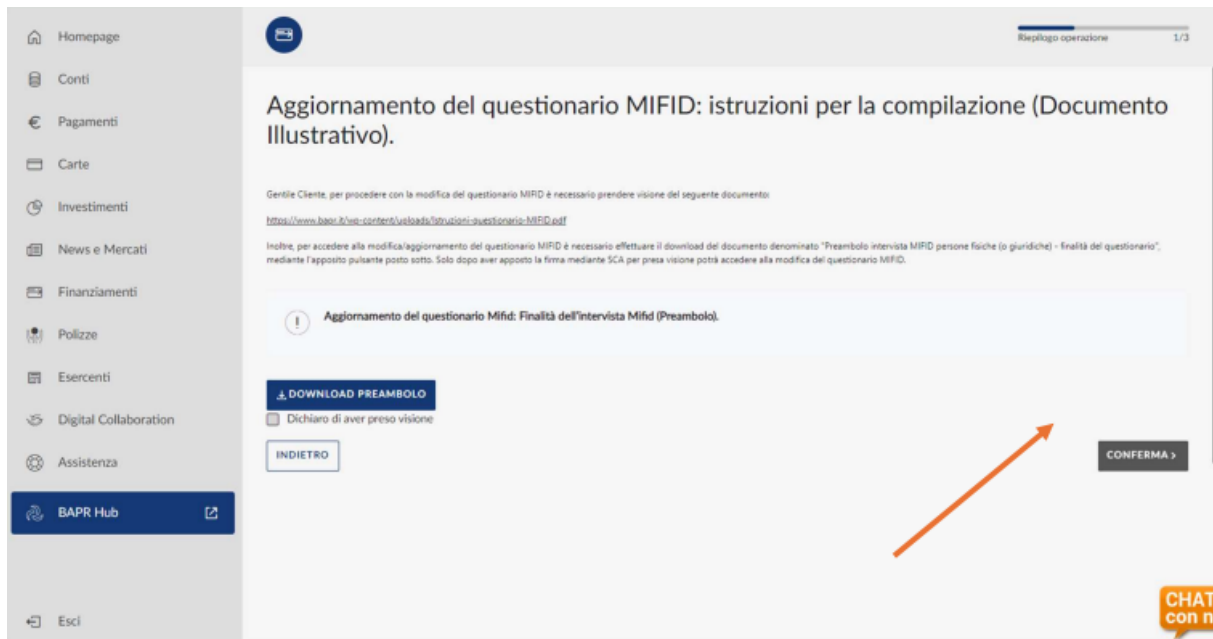 Homepage
Conti
Pagamenti
Carte
Investimenti
News e Mercati
Finanziamenti
Polizze
Esercenti
Digital Collaboration
Assistenza
BAPR Hub
Esci
Riepilogo operazione 1/3
Aggiornamento del questionario MIFID: istruzioni per la compilazione (Documento
Illustrativo).
Gentile Cliente, per procedere con la modifica del questionario MIFID è necessario prendere visione del seguente documento:
https://www.bapr.it/wp-content/uploads/Istruzioni-questionario-MIFID.pdf
Inoltre, per accedere alla modifica/aggiornamento del questionario MIFID è necessario effettuare il download del documento denominato "Preambolo intervista MIFID persone fisiche (o giuridiche) - finalità del questionario",
mediante l'apposito pulsante posto sotto. Solo dopo aver apposto la firma mediante SCA per presa visione potrà accedere alla modifica del questionario MIFID.
Aggiornamento del questionario Mifid: Finalità dell'intervista Mifid (Preambolo).
DOWNLOAD PREAMBOLO
Dichiaro di aver preso visione
INDIETRO
CONFERMA >
CHAT
con n